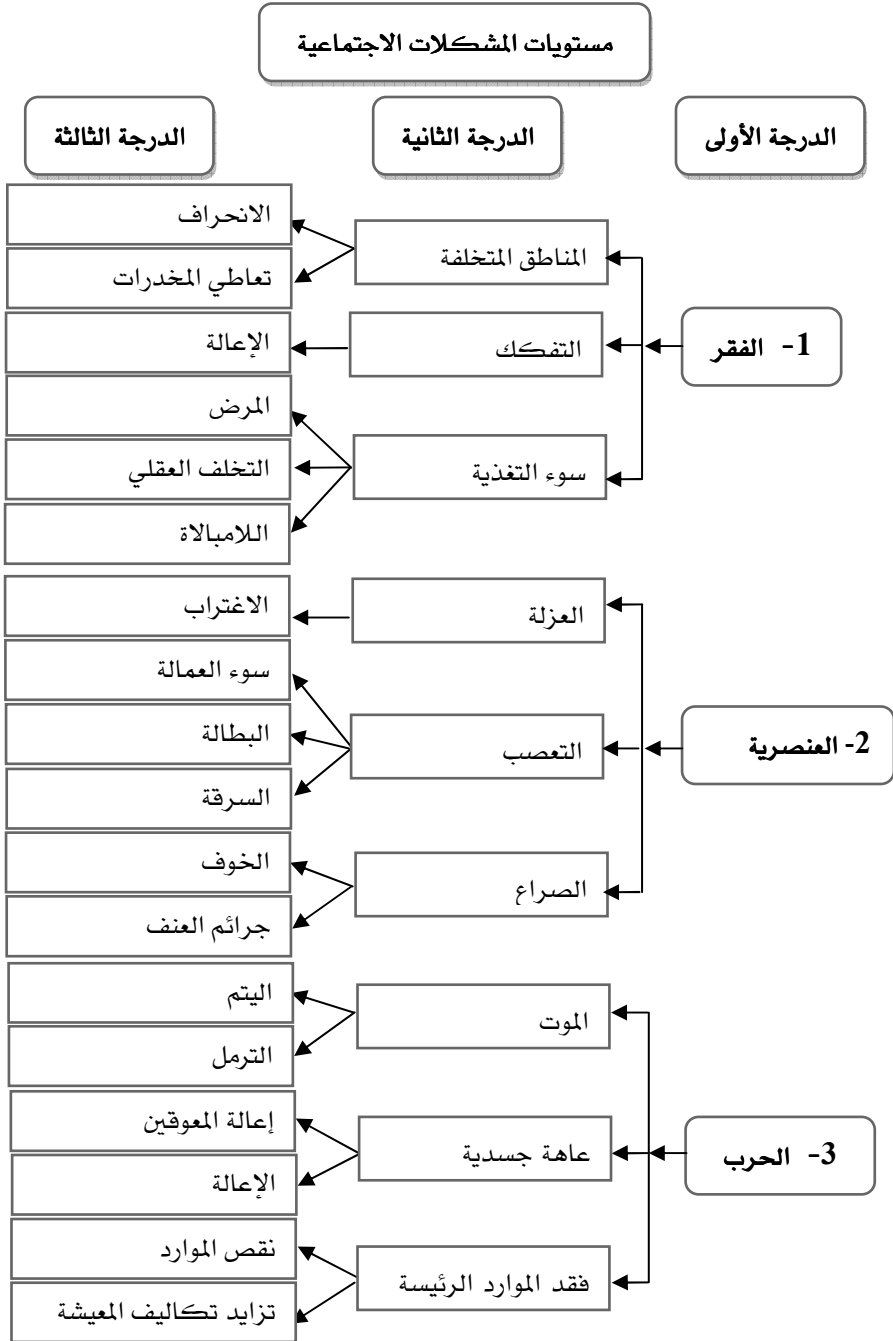 مستويات المشكلات الاجتماعية
الدرجة الأولى
الدرجة الثانية
الدرجة الثالثة
1- الفقر
المناطق المتخلفة
الانحراف
تعاطي المخدرات
التفكك
الإعالة
سوء التغذية
المرض
التخلف العقلي
اللامبالاة
2- العنصرية
العزلة
الاغتراب
التعصب
سوء العمالة
البطالة
السرقة
الصراع
الخوف
جرائم العنف
3- الحرب
الموت
اليتم
الترمل
عاهة جسدية
إعالة المعوقين
الإعالة
فقد الموارد الرئيسة
نقص الموارد
تزايد تكاليف المعيشة